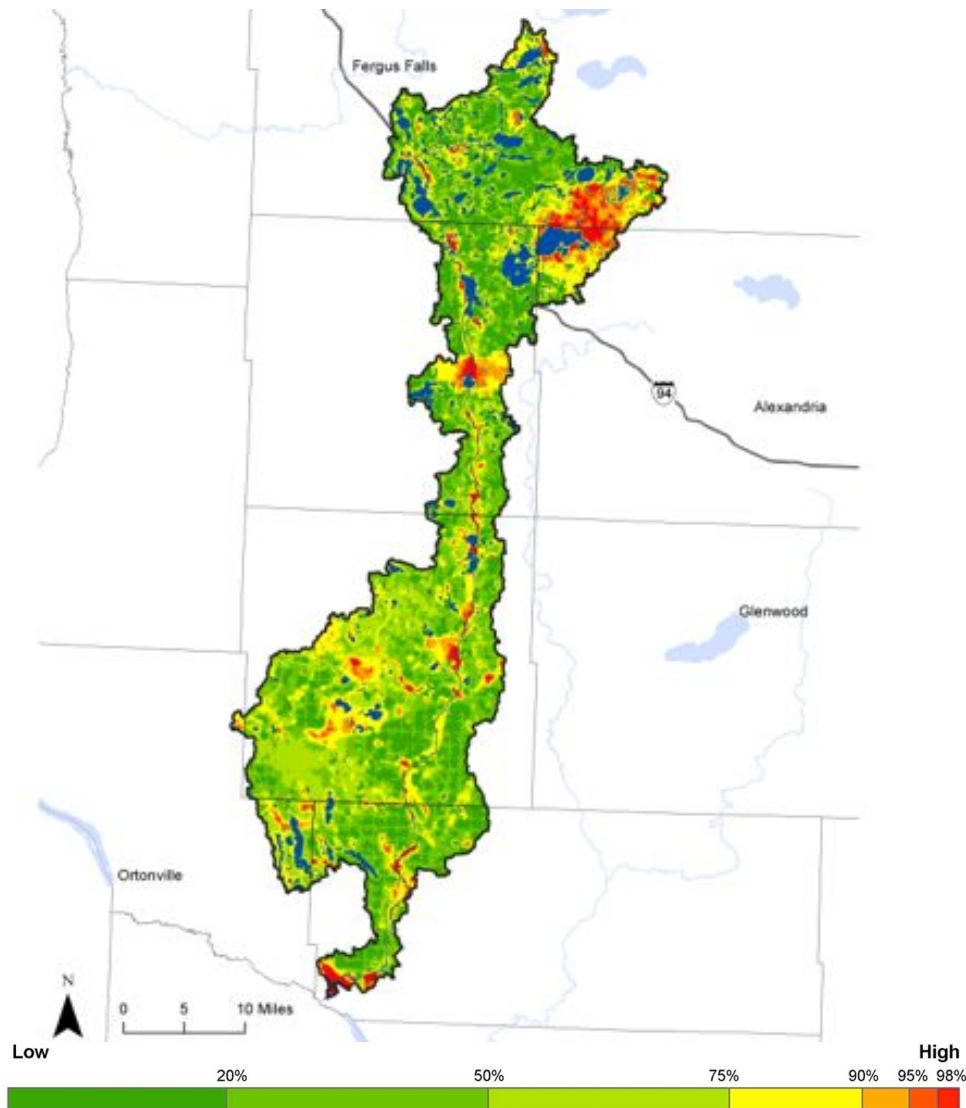 Fergus Falls
94
Alexandria
Glenwood
Ortonville
N
0 5 10 Miles
Low High
20% 50% 75% 90% 95% 98%